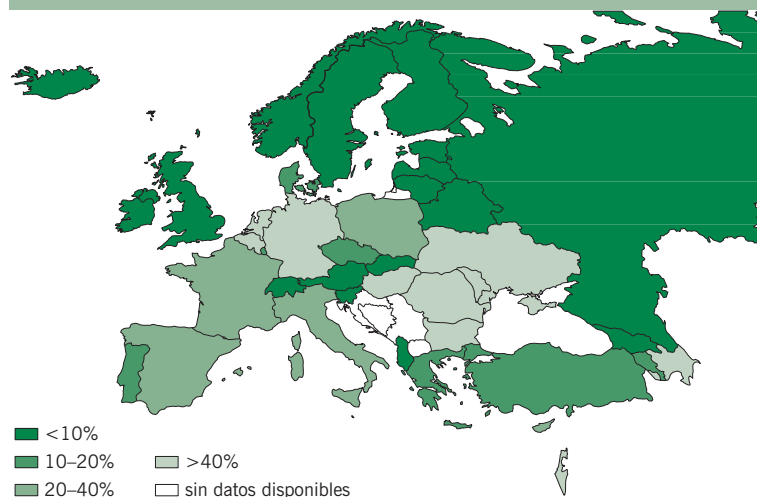 <10%
10–20%
>40%
20–40%
sin datos disponibles